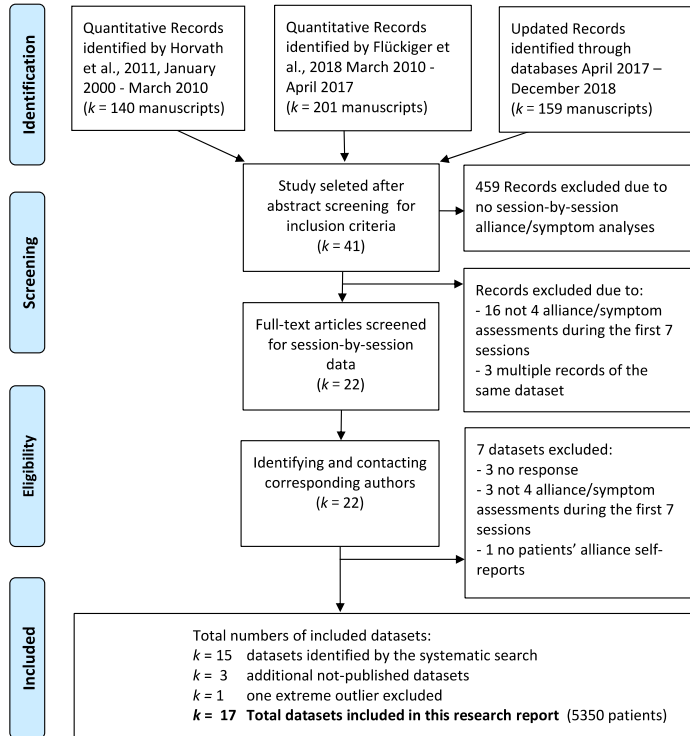 Identification
Quantitative Records
identified by Horvath
et al., 2011, January
2000 - March 2010
(k = 140 manuscripts)
Quantitative Records
identified by Flückiger et
al., 2018 March 2010 -
April 2017
(k = 201 manuscripts)
Updated Records
identified through
databases April 2017 –
December 2018
(k = 159 manuscripts)
Screening
Study seleted after
abstract screening for
inclusion criteria
(k = 41)
459 Records excluded due to
no session-by-session
alliance/symptom analyses
Records excluded due to:
- 16 not 4 alliance/symptom
assessments during the first 7
sessions
- 3 multiple records of the
same dataset
Full-text articles screened
for session-by-session
data
(k = 22)
Eligibility
Identifying and contacting
corresponding authors
(k = 22)
7 datasets excluded:
- 3 no response
- 3 not 4 alliance/symptom
assessments during the first 7
sessions
- 1 no patients’ alliance self-
reports
Included
Total numbers of included datasets:
k = 15 datasets identified by the systematic search
k = 3 additional not-published datasets
k = 1 one extreme outlier excluded
k = 17 Total datasets included in this research report (5350 patients)